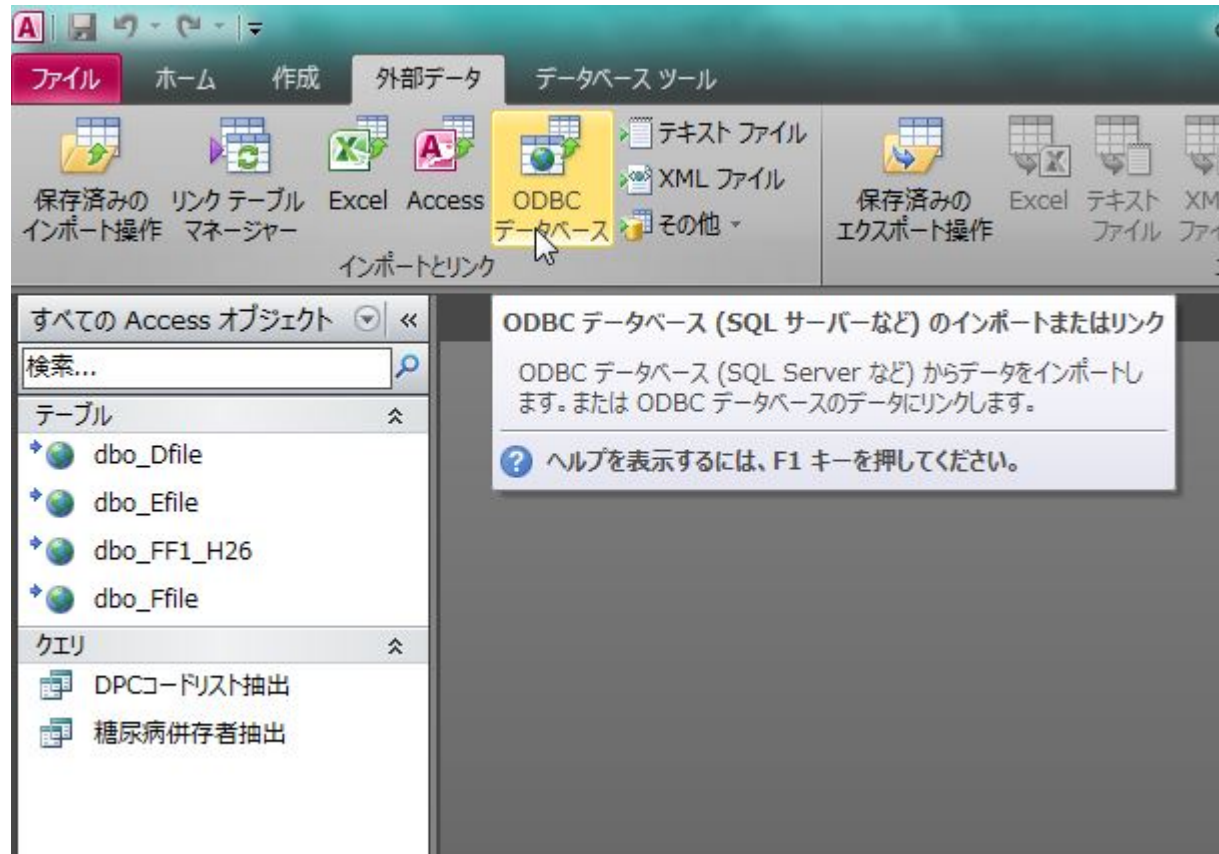 ファイル ホーム 作成 外部データ データベース ツール
保存済みの
インポート操作
リンク テーブル
マネージャー
Excel
Access
ODBC
データベース
テキスト ファイル
XML ファイル
その他
インポートとリンク
保存済みの
エクスポート操作
Excel
テキスト
ファイル
すべての Access オブジェクト
検索...
テーブル
dbo_Dfile
dbo_Efile
dbo_FF1_H26
dbo_Ffile
クエリ
DPCコードリスト抽出
糖尿病併存者抽出
ODBC データベース (SQL サーバーなど) のインポートまたはリンク
ODBC データベース (SQL Server など) からデータをインポートし
ます。または ODBC データベースのデータにリンクします。
ヘルプを表示するには、F1 キーを押してください。